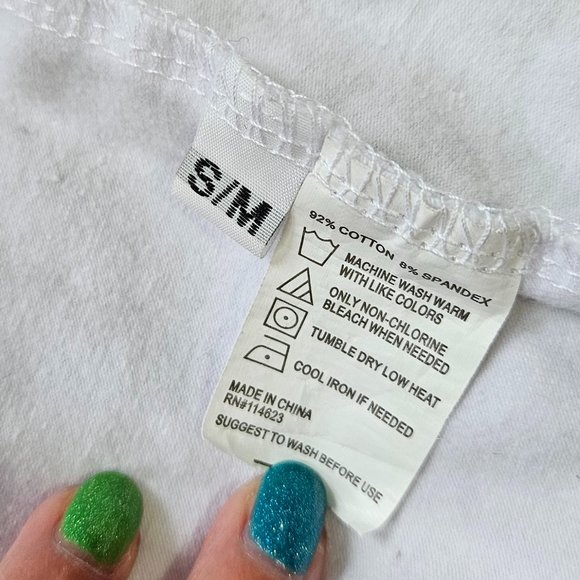 S/M
92% COTTON 8% SPANDEX
MACHINE WASH WARM
WITH LIKE COLORS
ONLY NON-CHLORINE
BLEACH WHEN NEEDED
TUMBLE DRY LOW HEAT
COOL IRON IF NEEDED
MADE IN CHINA
RN#114623
SUGGEST TO WASH BEFORE USE